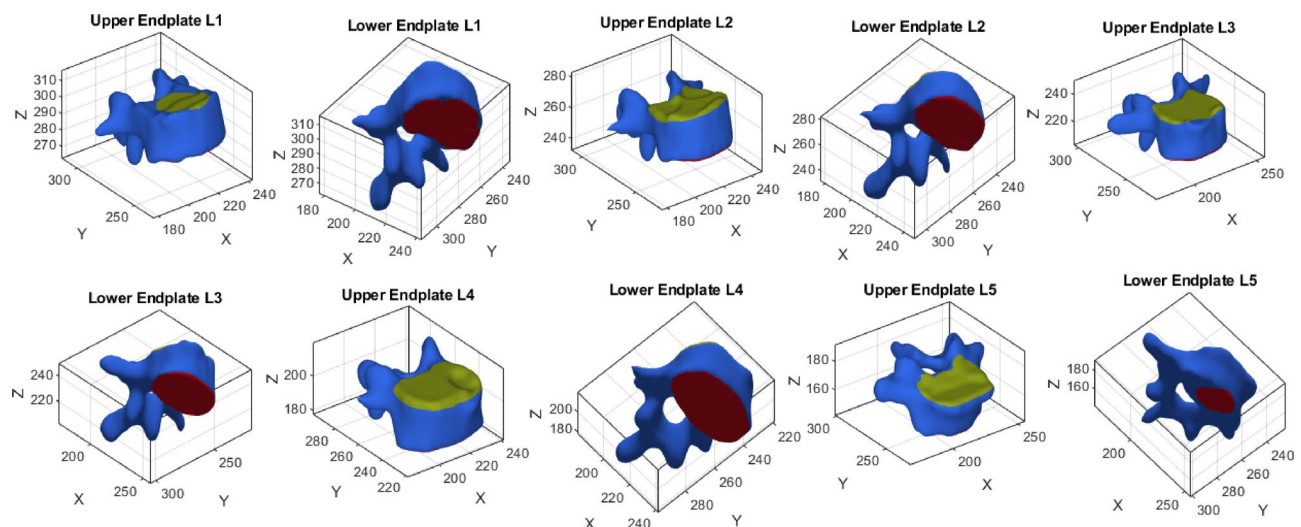 Upper Endplate L1
Z
310
300
290
280
270
300
250
Y
180
200
220
240
X
Lower Endplate L1
Z
310
300
290
280
270
180
200
220
240
X
300
280
260
240
Y
Upper Endplate L2
Z
280
260
240
300
250
Y
180
200
220
240
X
Lower Endplate L2
Z
280
260
240
180
200
220
240
X
300
280
260
240
Y
Upper Endplate L3
Z
240
220
300
250
Y
200
250
X
Lower Endplate L3
Z
240
220
200
250
X
300
250
Y
Upper Endplate L4
Z
200
180
280
260
240
220
Y
200
220
240
X
Lower Endplate L4
Z
200
180
200
220
240
X
280
260
240
220
Y
Upper Endplate L5
Z
180
160
300
250
Y
200
250
X
Lower Endplate L5
Z
180
160
200
250
X
300
280
260
240
Y